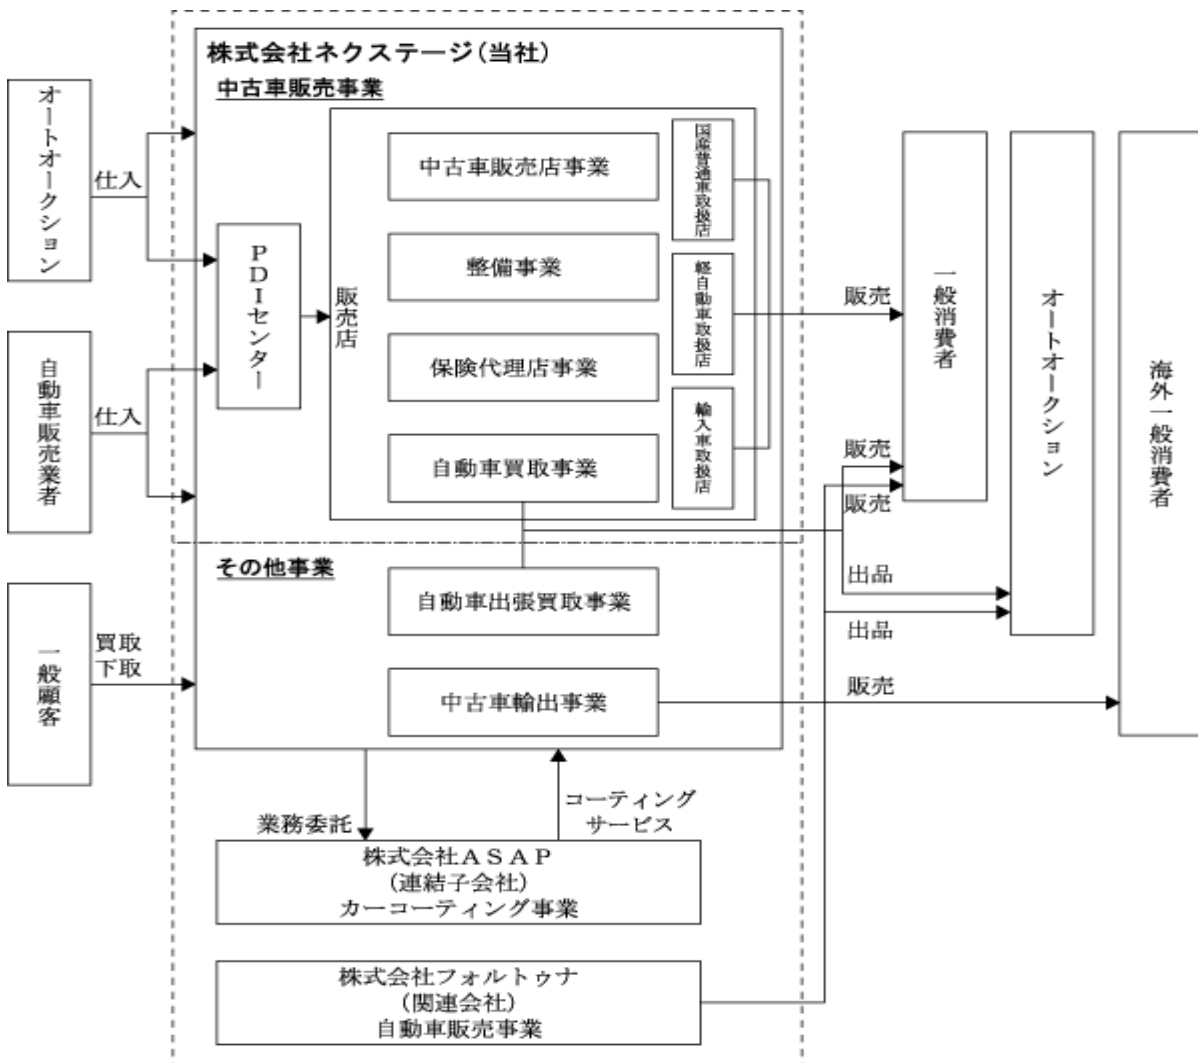 株式会社ネクステージ(当社)
中古車販売事業
オートオークション
仕入
自動車販売業者
仕入
一般顧客
買取
下取
PDIセンター
販売店
中古車販売店事業
整備事業
保険代理店事業
自動車買取事業
国産普通車取扱店
軽自動車取扱店
輸入車取扱店
その他事業
自動車出張買取事業
中古車輸出事業
販売
販売
販売
出品
出品
販売
一般消費者
オートオークション
海外一般消費者
業務委託
コーティング
サービス
株式会社ASAP
(連結子会社)
カーコーティング事業
株式会社フォルトゥナ
(関連会社)
自動車販売事業